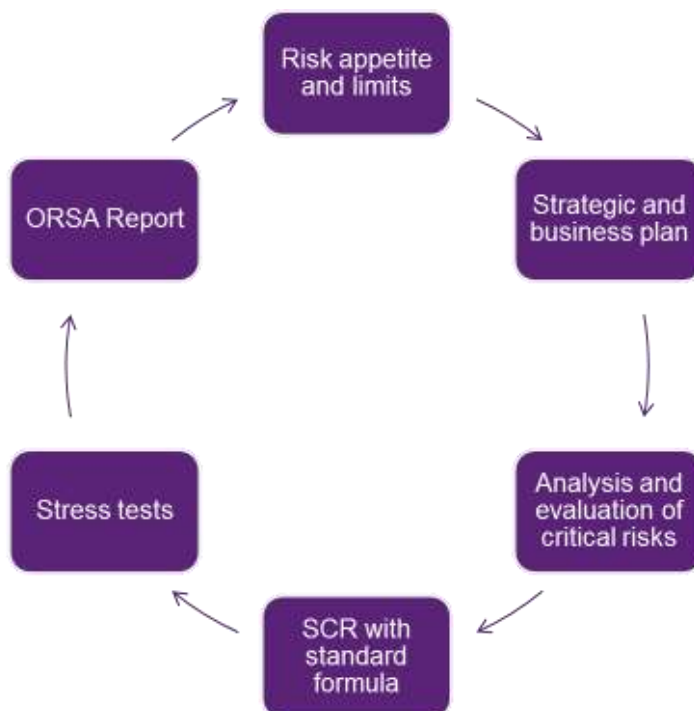 Risk appetite
and limits
Strategic and
business plan
Analysis and
evaluation of
critical risks
SCR with
standard
formula
Stress tests
ORSA Report